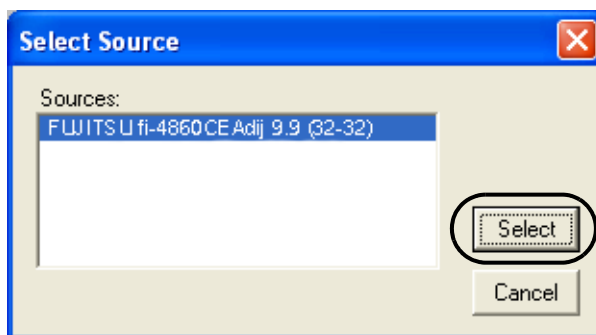 Select Source
Sources:
FUJITSU fi-4860CEAdij 9.9 (32-32)
Select
Cancel